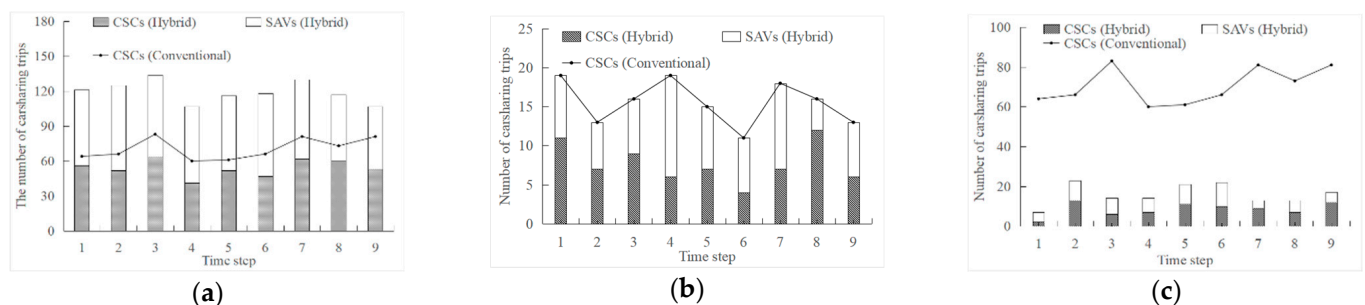 CSCs (Hybrid) SAVs (Hybrid)
CSCs (Conventional)
The number of carsharing trips
180
150
120
90
60
30
0
1 2 3 4 5 6 7 8 9
Time step
(a)
CSCs (Hybrid) SAVs (Hybrid)
CSCs (Conventional)
Number of carsharing trips
25
20
15
10
5
0
1 2 3 4 5 6 7 8 9
Time step
(b)
CSCs (Hybrid) SAVs (Hybrid)
CSCs (Conventional)
Number of carsharing trips
100
80
60
40
20
0
1 2 3 4 5 6 7 8 9
Time step
(c)